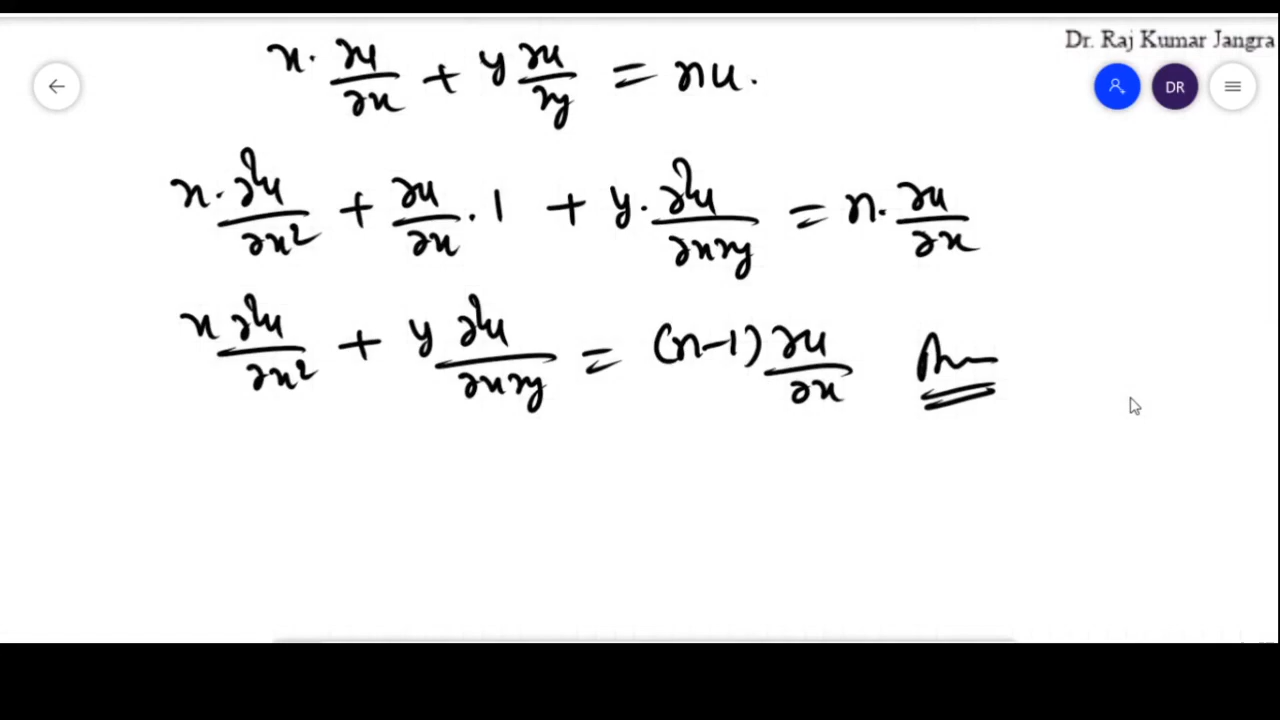 Dr. Raj Kumar Jangra
DR
x · ∂u/∂x + y ∂u/∂y = nu.
x · ∂²u/∂x² + ∂u/∂x · 1 + y · ∂²u/∂x∂y = n · ∂u/∂x
x ∂²u/∂x² + y ∂²u/∂x∂y = (n-1) ∂u/∂x Ans